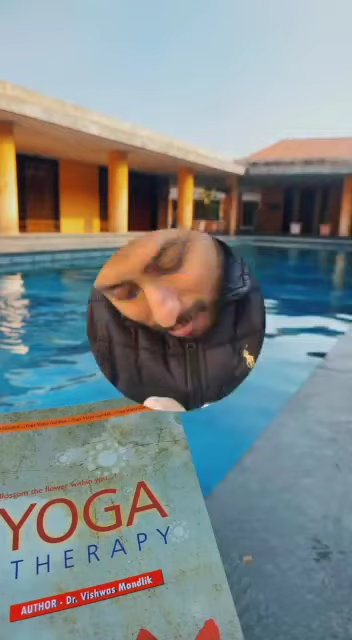 Blossom the flower within you...!
YOGA
THERAPY
AUTHOR - Dr. Vishwas Mandlik